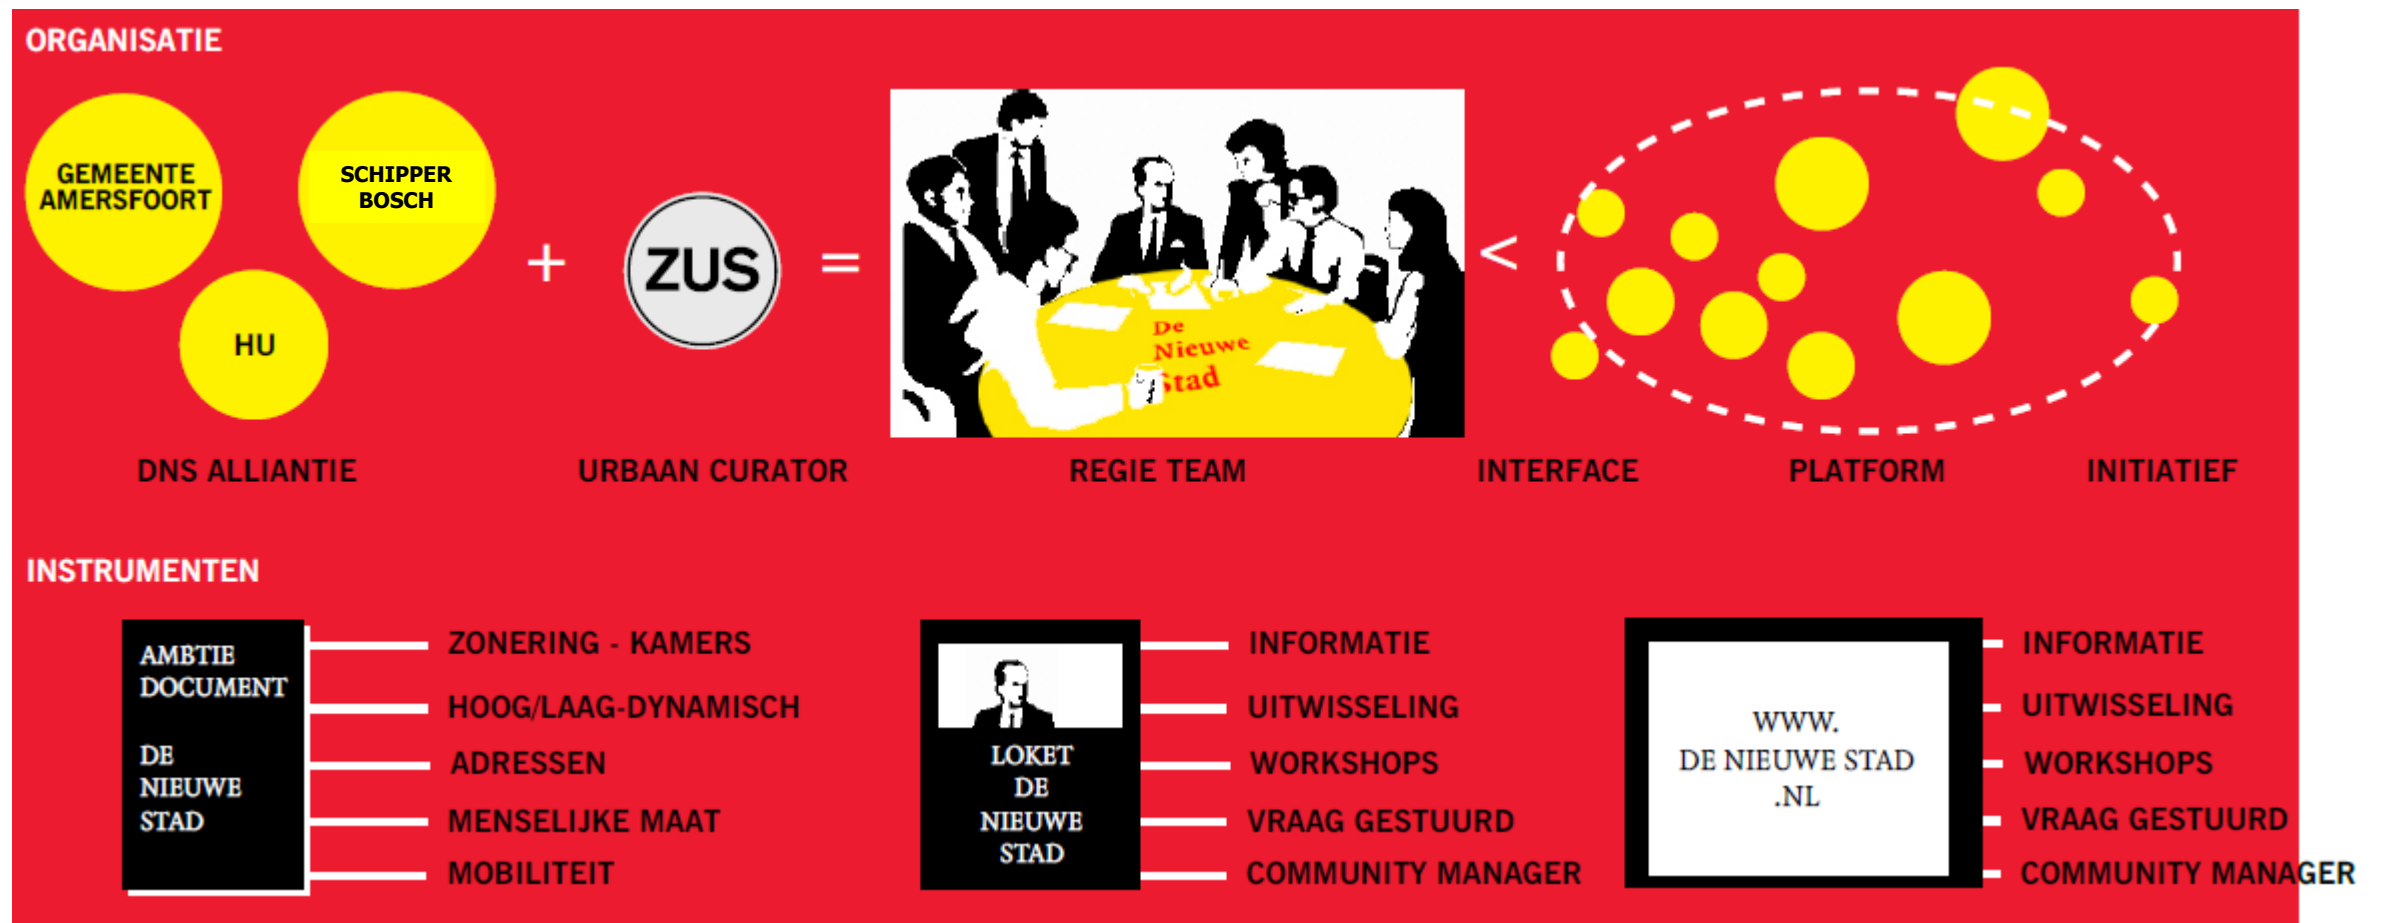 ORGANISATIE
GEMEENTE
AMERSFOORT
SCHIPPER
BOSCH
HU
+
ZUS
=
De
Nieuwe
Stad
<
DNS ALLIANTIE
URBAAN CURATOR
REGIE TEAM
INTERFACE
PLATFORM
INITIATIEF
INSTRUMENTEN
AMBTIE
DOCUMENT
DE
NIEUWE
STAD
ZONERING - KAMERS
HOOG/LAAG-DYNAMISCH
ADRESSEN
MENSELIJKE MAAT
MOBILITEIT
LOKET
DE
NIEUWE
STAD
INFORMATIE
UITWISSELING
WORKSHOPS
VRAAG GESTUURD
COMMUNITY MANAGER
WWW.
DE NIEUWE STAD
.NL
INFORMATIE
UITWISSELING
WORKSHOPS
VRAAG GESTUURD
COMMUNITY MANAGER